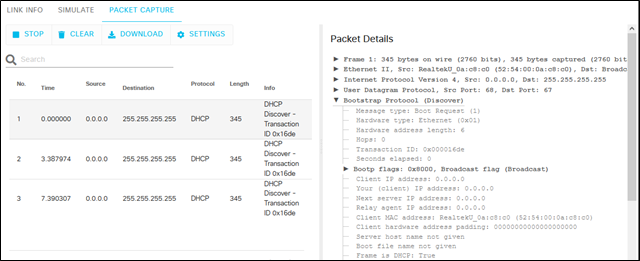 LINK INFO SIMULATE PACKET CAPTURE
STOP CLEAR DOWNLOAD SETTINGS
Search
No. Time Source Destination Protocol Length Info
1 0.000000 0.0.0.0 255.255.255.255 DHCP 345 DHCP Discover - Transaction ID 0x16de
2 3.387974 0.0.0.0 255.255.255.255 DHCP 345 DHCP Discover - Transaction ID 0x16de
3 7.390307 0.0.0.0 255.255.255.255 DHCP 345 DHCP Discover - Transaction ID 0x16de
Packet Details
Frame 1: 345 bytes on wire (2760 bits), 345 bytes captured (2760 b
Ethernet II, Src: RealtekU_0a:c8:c0 (52:54:00:0a:c8:c0), Dst: Broad
Internet Protocol Version 4, Src: 0.0.0.0, Dst: 255.255.255.255
User Datagram Protocol, Src Port: 68, Dst Port: 67
Bootstrap Protocol (Discover)
Message type: Boot Request (1)
Hardware type: Ethernet (0x01)
Hardware address length: 6
Hops: 0
Transaction ID: 0x000016de
Seconds elapsed: 0
Bootp flags: 0x8000, Broadcast flag (Broadcast)
Client IP address: 0.0.0.0
Your (client) IP address: 0.0.0.0
Next server IP address: 0.0.0.0
Relay agent IP address: 0.0.0.0
Client MAC address: RealtekU_0a:c8:c0 (52:54:00:0a:c8:c0)
Client hardware address padding: 00000000000000000000
Server host name not given
Boot file name not given
Frame is DHCP: True